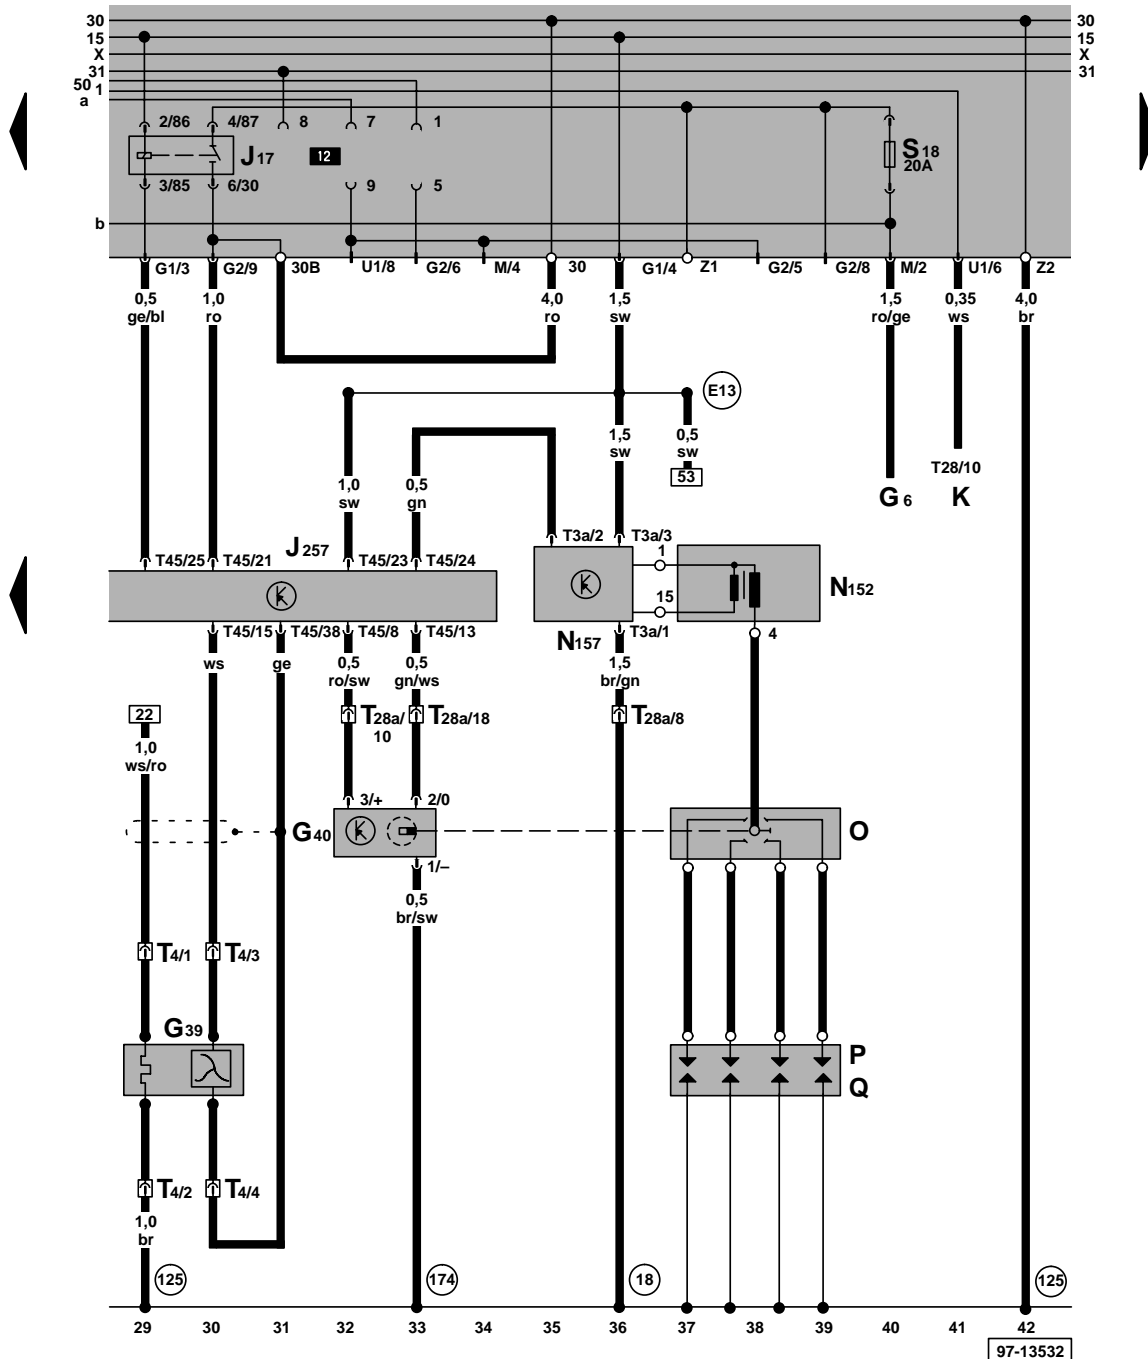 30 30
15 15
X X
31 31
50 1
a
2/86 4/87 8 7 1
J17 12 S18
20A
3/85 6/30 9 5
b
G1/3 G2/9 30B U1/8 G2/6 M/4 30 G1/4 Z1 G2/5 G2/8 M/2 U1/6 Z2
0,5 1,0 4,0 1,5 1,5 0,35 4,0
ge/bl ro ro sw ro/ge ws br
E13
1,5 0,5
sw sw
53
1,0 0,5
sw gn
T28/10
G6 K
J257 T3a/2 T3a/3
T45/25 T45/21 T45/23 T45/24 1
N152
15
T45/15 T45/38 T45/8 T45/13 N157 T3a/1 4
ws ge 0,5 0,5 1,5
ro/sw gn/ws br/gn
22 T28a/10 T28a/18 T28a/8
1,0
ws/ro
3/+ 2/0
G40 O
1/–
0,5
br/sw
T4/1 T4/3
G39
P
Q
T4/2 T4/4
1,0
br
125 174 18 125
29 30 31 32 33 34 35 36 37 38 39 40 41 42
97-13532